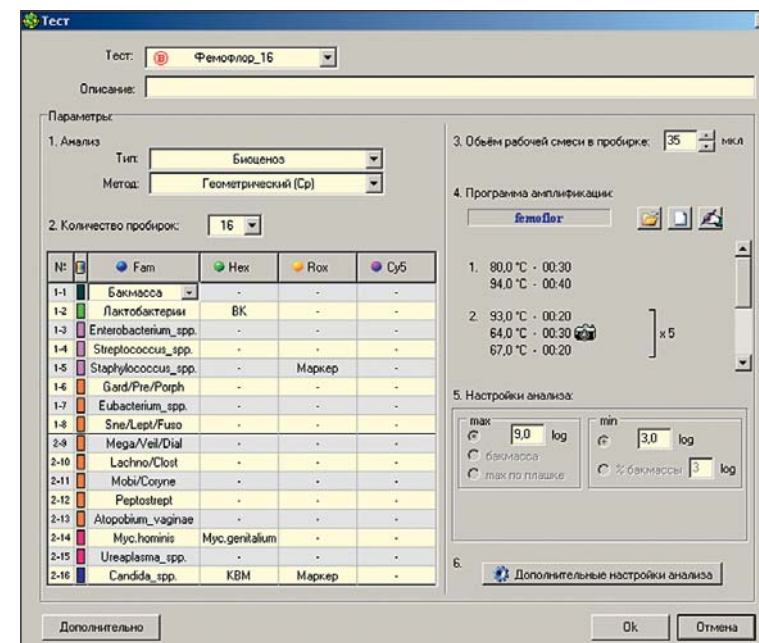 Тест
Тест: B Фемофлор_16
Описание:
Параметры:
1. Анализ
Тип: Биоценоз
Метод: Геометрический (Cp)
2. Количество пробирок: 16
№ Fam Hex Rox Cy5
1-1 Бакмасса - - -
1-2 Лактобактерии ВК - -
1-3 Enterobacterium_spp. - - -
1-4 Streptococcus_spp. - - -
1-5 Staphylococcus_spp. - Маркер -
1-6 Gard/Pre/Porph - - -
1-7 Eubacterium_spp. - - -
1-8 Sne/Lept/Fuso - - -
2-9 Mega/Veil/Dial - - -
2-10 Lachno/Clost - - -
2-11 Mobi/Coryne - - -
2-12 Peptostrept - - -
2-13 Atopobium_vaginae - - -
2-14 Myc.hominis Myc.genitalium - -
2-15 Ureaplasma_spp. - - -
2-16 Candida_spp. КВМ Маркер -
3. Объём рабочей смеси в пробирке: 35 мкл
4. Программа амплификации:
femoflor
1. 80,0 °C - 00:30
94,0 °C - 00:40
2. 93,0 °C - 00:20
64,0 °C - 00:30
67,0 °C - 00:20
x 5
5. Настройки анализа:
max
9,0 log
бакмасса
max по плашке
min
3,0 log
% бакмассы 3 log
6. Дополнительные настройки анализа
Дополнительно
Ok
Отмена